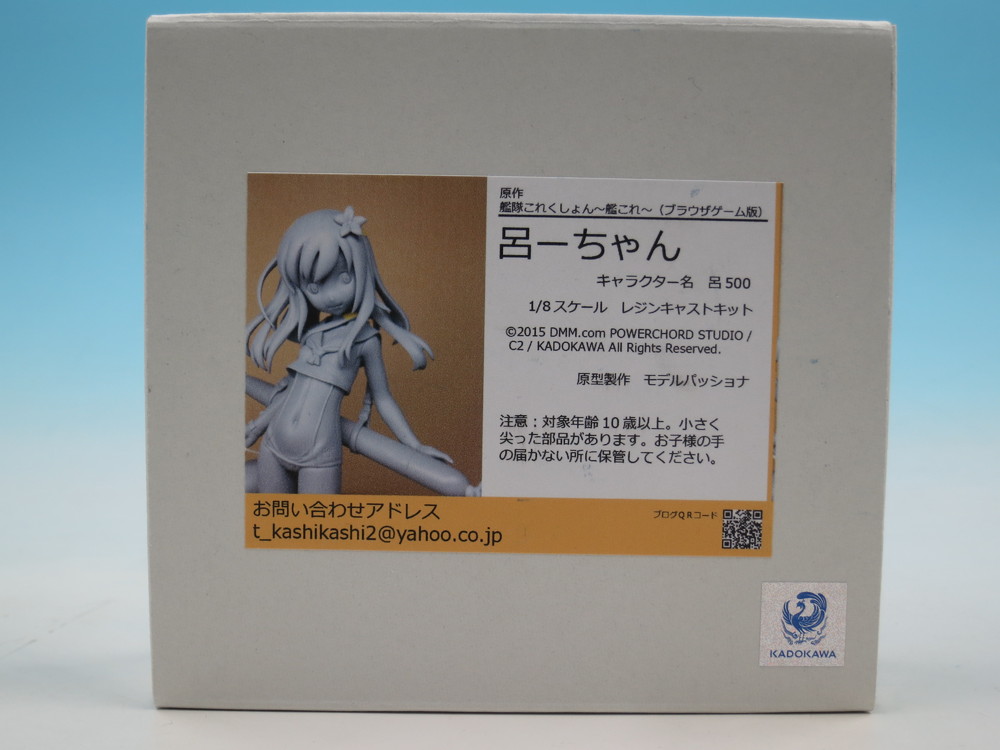 原作
艦隊これくしょん～艦これ～（ブラウザゲーム版）
呂ーちゃん
キャラクター名　呂500
1/8スケール　レジンキャストキット
©2015 DMM.com POWERCHORD STUDIO /
C2 / KADOKAWA All Rights Reserved.
原型製作　モデルパッショナ
注意：対象年齢10歳以上。小さく
尖った部品があります。お子様の手
の届かない所に保管してください。
お問い合わせアドレス
t_kashikashi2@yahoo.co.jp
ブログQRコード
KADOKAWA